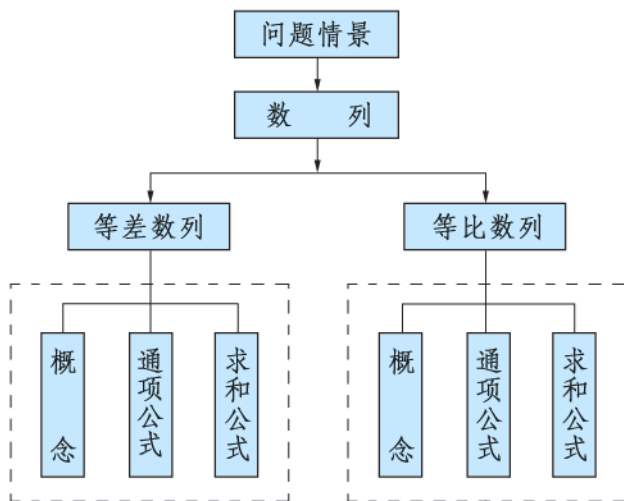 问题情景
数 列
等差数列
等比数列
概念
通项公式
求和公式
概念
通项公式
求和公式